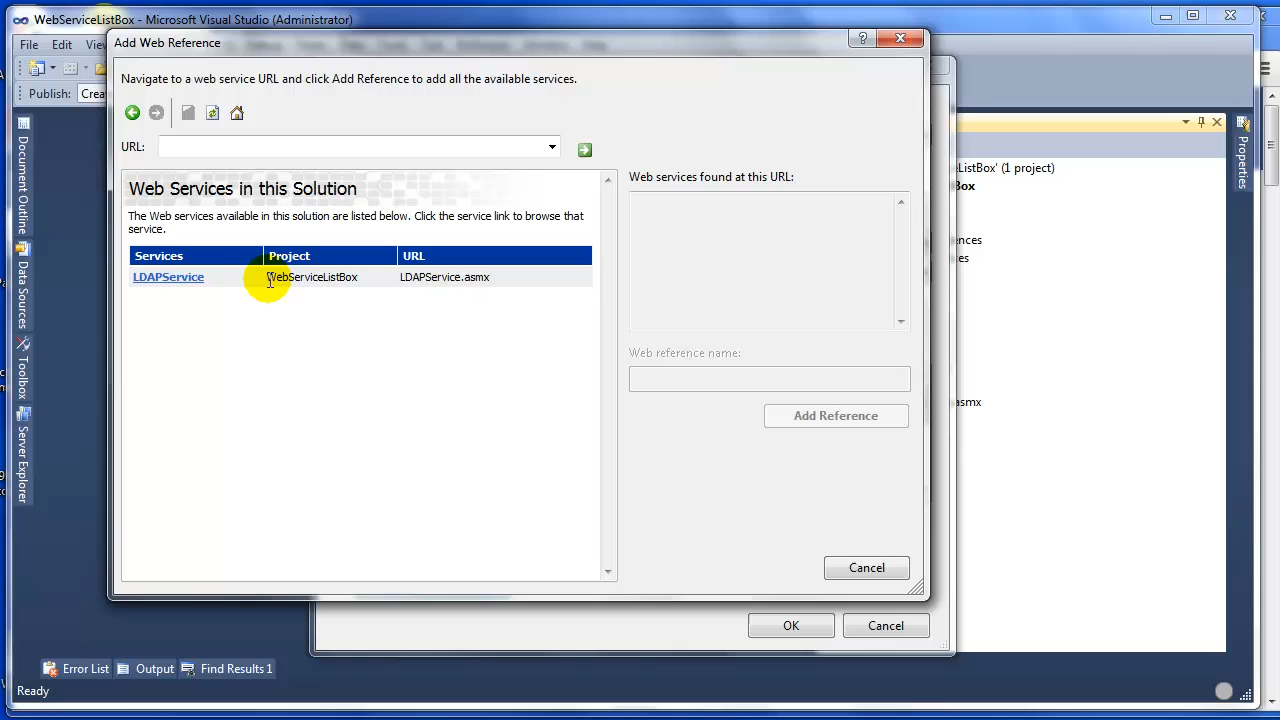 WebServiceListBox - Microsoft Visual Studio (Administrator)
File Edit
Add Web Reference
Navigate to a web service URL and click Add Reference to add all the available services.
Publish:
URL:
Web Services in this Solution
The Web services available in this solution are listed below. Click the service link to browse that
service.
Services Project URL
LDAPService WebServiceListBox LDAPService.asmx
Web services found at this URL:
Web reference name:
Add Reference
Cancel
OK Cancel
Document Outline
Data Sources
Toolbox
Server Explorer
Properties
eListBox' (1 project)
Box
ences
es
asmx
Error List Output Find Results 1
Ready